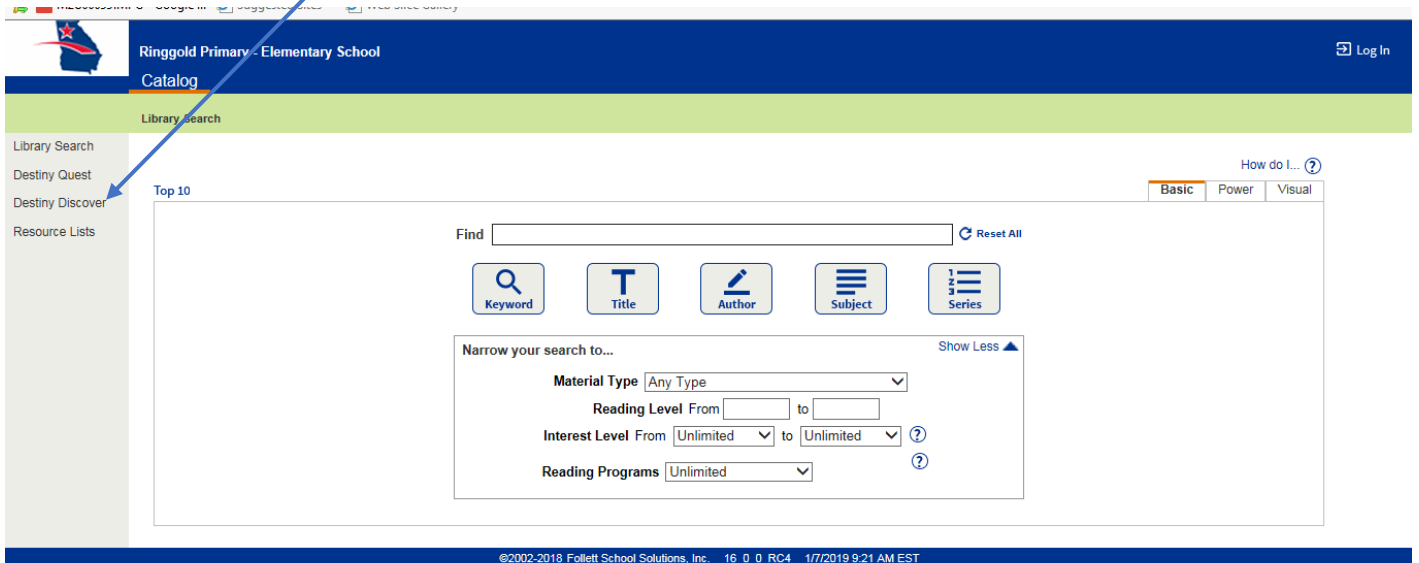 Ringgold Primary - Elementary School
Log In
Catalog
Library Search
Library Search
Destiny Quest
Destiny Discover
Resource Lists
How do I... ?
Top 10
Basic Power Visual
Find
Reset All
Keyword Title Author Subject Series
Narrow your search to...
Show Less
Material Type Any Type
Reading Level From to
Interest Level From Unlimited to Unlimited ?
Reading Programs Unlimited ?
©2002-2018 Follett School Solutions, Inc. 16_0_0_RC4 1/7/2019 9:21 AM EST